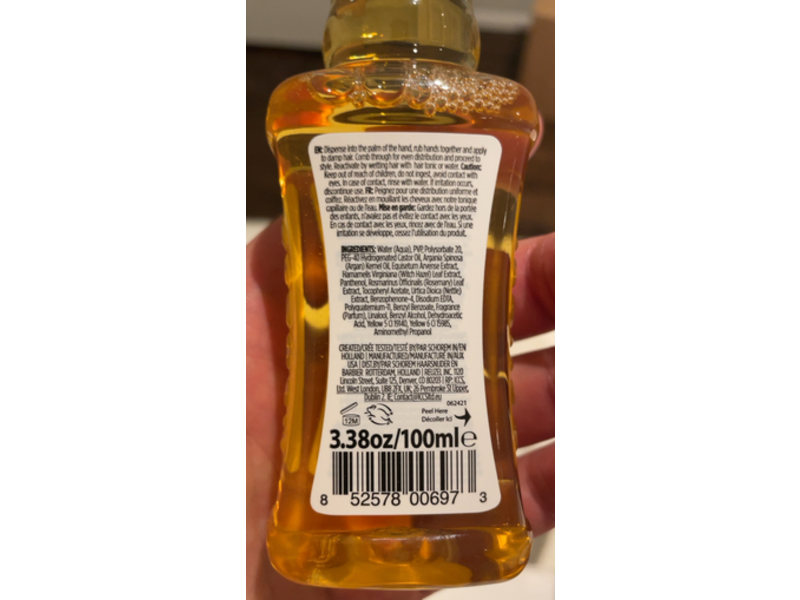 EN: Dispense into the palm of the hand, rub hands together and apply
to damp hair. Comb through for even distribution and proceed to
style. Reactivate by wetting hair with hair tonic or water. Caution:
Keep out of reach of children, do not ingest, avoid contact with
eyes. In case of contact, rinse with water. If irritation occurs,
discontinue use. FR: Peignez pour une distribution uniforme et
coiffez. Réactivez en mouillant les cheveux avec notre tonique
capillaire ou de l'eau. Mise en garde: Gardez hors de la portée
des enfants, n'avalez pas et évitez le contact avec les yeux.
En cas de contact avec les yeux, rincez avec de l'eau. Si une
irritation se développe, cessez l'utilisation du produit.
INGREDIENTS: Water (Aqua), PVP, Polysorbate 20,
PEG-40 Hydrogenated Castor Oil, Argania Spinosa
(Argan) Kernel Oil, Equisetum Arvense Extract,
Hamamelis Virginiana (Witch Hazel) Leaf Extract,
Panthenol, Rosmarinus Officinalis (Rosemary) Leaf
Extract, Tocopheryl Acetate, Urtica Dioica (Nettle)
Extract, Benzophenone-4, Disodium EDTA,
Polyquaternium-11, Benzyl Benzoate, Fragrance
(Parfum), Linalool, Benzyl Alcohol, Dehydroacetic
Acid, Yellow 5 CI 19140, Yellow 6 CI 15985,
Aminomethyl Propanol
CREATED/CRÉE TESTED/TESTÉ BY/PAR SCHOREM IN/EN
HOLLAND | MANUFACTURED/MANUFACTURE IN/AUX
USA | DIST.BY/PAR SCHOREM HAARSNIJDER EN
BARBIER ROTTERDAM, HOLLAND | REUZEL INC. 1120
Lincoln Street, Suite 125, Denver, CO 80203 | RP: ICCS,
Ltd. West London, UB8 2FX, UK; 26 Pembroke St Upper,
Dublin 2, IE; Contact@ICCSltd.eu
062421
12M
Peel Here
Décoller Ici
3.38oz/100ml e
8 52578 00697 3